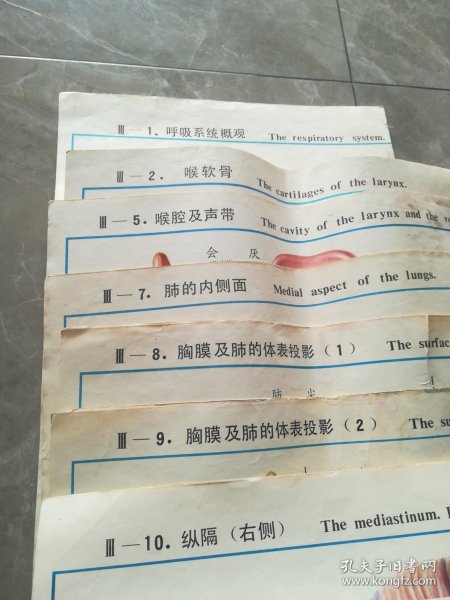 Ⅲ—1. 呼吸系统概观 The respiratory system.
Ⅲ—2. 喉软骨 The cartilages of the larynx.
Ⅲ—5. 喉腔及声带 The cavity of the larynx and the
会 厌
Ⅲ—7. 肺的内侧面 Medial aspect of the lungs.
Ⅲ—8. 胸膜及肺的体表投影（1） The surfac
肺 尖
Ⅲ—9. 胸膜及肺的体表投影（2） The su
Ⅲ—10. 纵隔（右侧） The mediastinum.
孔夫子旧书网
www.kongfz.com